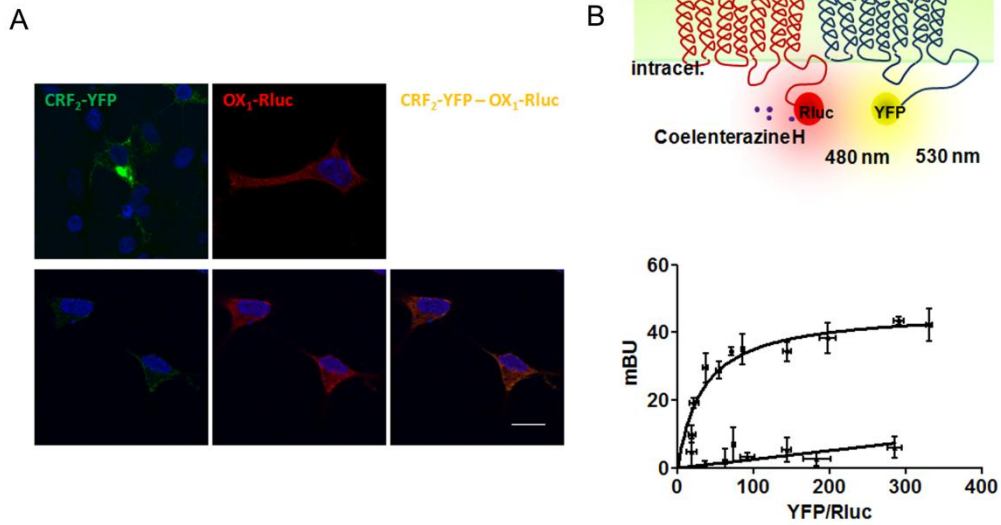 A
CRF₂-YFP
OX₁-Rluc
CRF₂-YFP – OX₁-Rluc
B
intracel.
Rluc
YFP
Coelenterazine H
480 nm
530 nm
60
40
20
0
mBU
0
100
200
300
400
YFP/Rluc